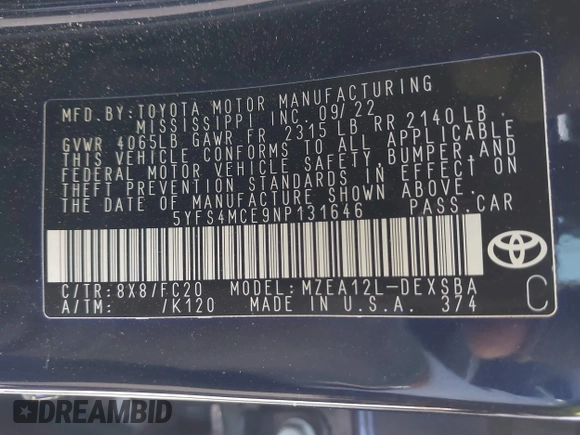 MFD. BY: TOYOTA MOTOR MANUFACTURING
MISSISSIPPI INC. 09/22
GVWR 4065LB GAWR FR 2315 LB RR 2140 LB
THIS VEHICLE CONFORMS TO ALL APPLICABLE
FEDERAL MOTOR VEHICLE SAFETY, BUMPER, AND
THEFT PREVENTION STANDARDS IN EFFECT ON
THE DATE OF MANUFACTURE SHOWN ABOVE.
5YFS4MCE9NP131646 PASS. CAR
C/TR: 8X8/FC20 MODEL: MZEA12L-DEXSBA
A/TM: /K120 MADE IN U.S.A. 374
C
DREAMBID